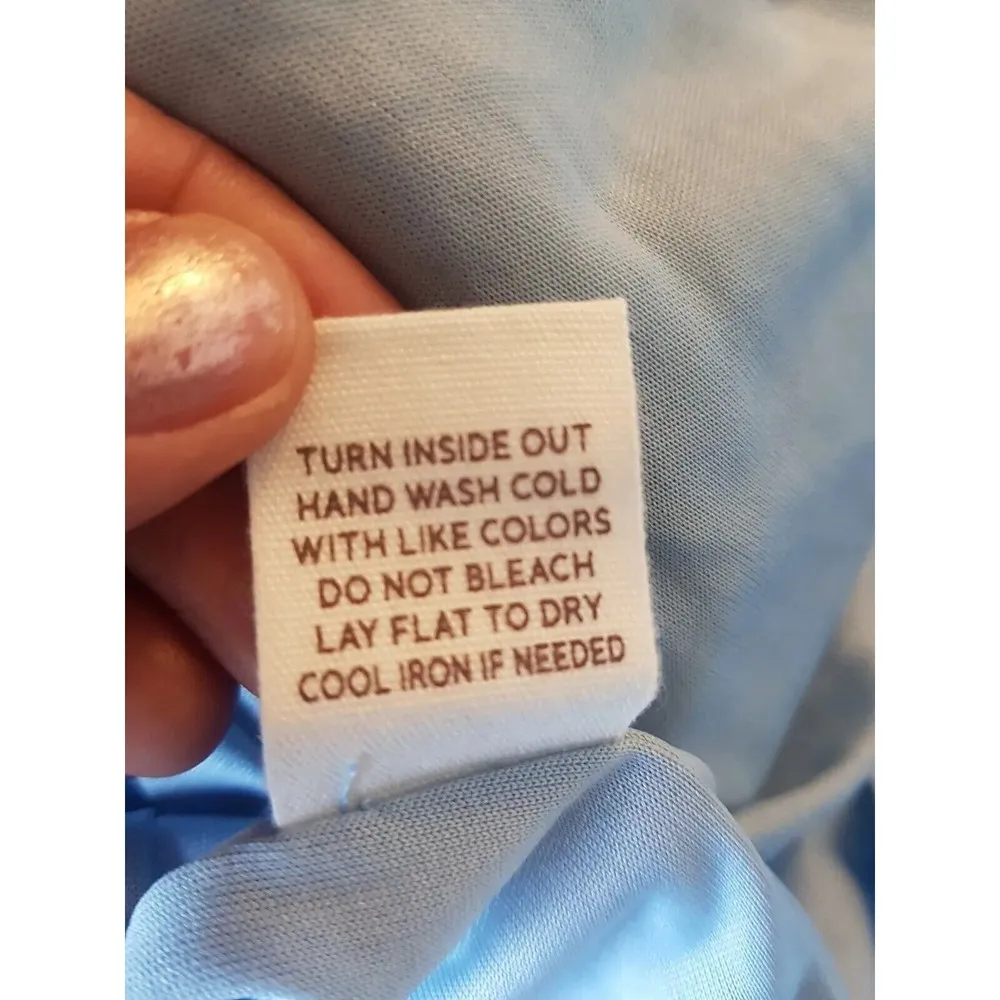 TURN INSIDE OUT
HAND WASH COLD
WITH LIKE COLORS
DO NOT BLEACH
LAY FLAT TO DRY
COOL IRON IF NEEDED